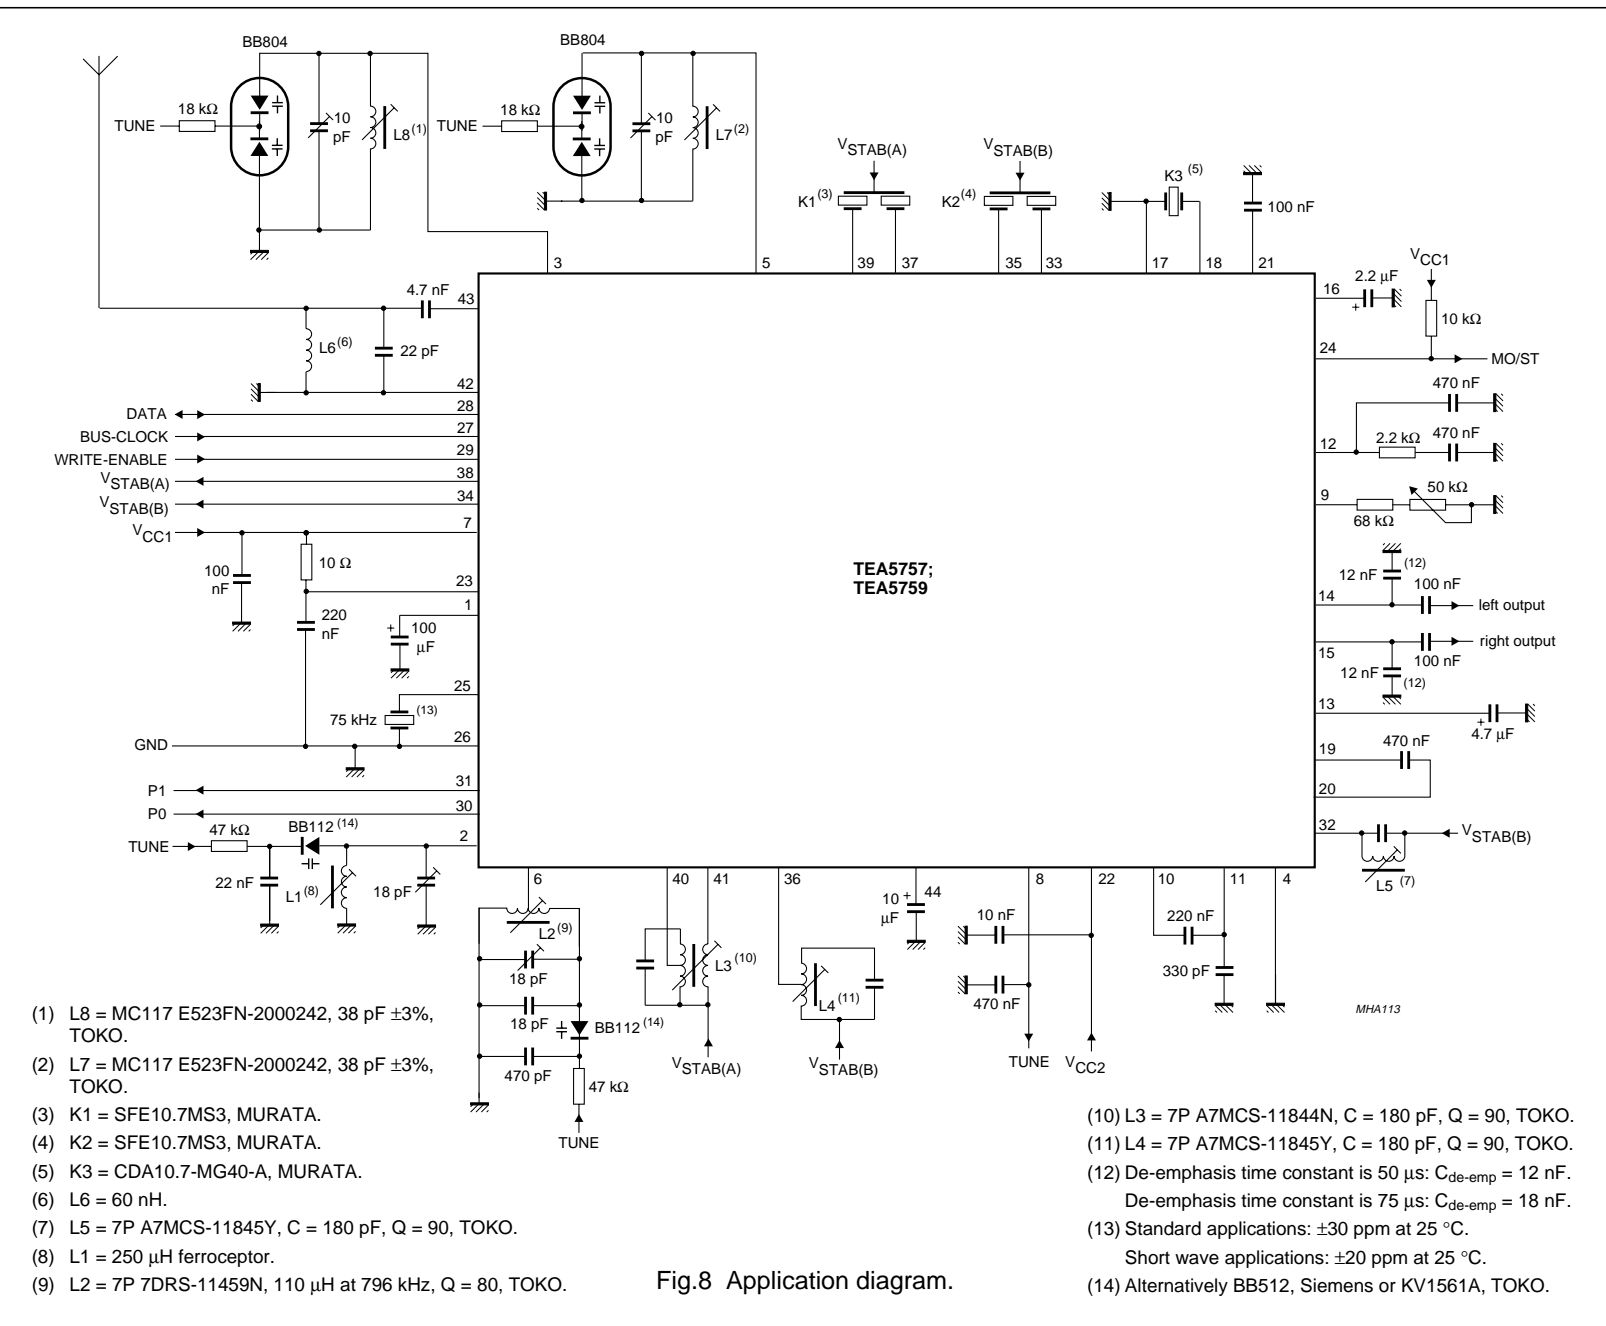 BB804
BB804
18 kΩ
TUNE
10
pF
L8(1)
18 kΩ
TUNE
10
pF
L7(2)
VSTAB(A)
VSTAB(B)
K1(3)
K2(4)
K3 (5)
100 nF
3
5
39
37
35
33
17
18
21
4.7 nF
43
L6(6)
22 pF
42
DATA
28
BUS-CLOCK
27
WRITE-ENABLE
29
VSTAB(A)
38
VSTAB(B)
34
VCC1
7
10 Ω
100
nF
23
220
nF
1
+
100
μF
25
75 kHz
(13)
GND
26
P1
31
P0
30
TUNE
47 kΩ
BB112 (14)
2
22 nF
L1(8)
18 pF
TEA5757;
TEA5759
16
2.2 μF
+
VCC1
10 kΩ
24
MO/ST
470 nF
12
2.2 kΩ
470 nF
9
50 kΩ
68 kΩ
12 nF
(12)
100 nF
14
left output
15
right output
100 nF
12 nF
(12)
13
+
4.7 μF
19
470 nF
20
32
VSTAB(B)
L5 (7)
6
40
41
36
44
8
22
10
11
4
L2(9)
18 pF
18 pF
BB112 (14)
470 pF
47 kΩ
TUNE
L3 (10)
VSTAB(A)
L4 (11)
VSTAB(B)
10
μF
+
10 nF
470 nF
TUNE
VCC2
220 nF
330 pF
MHA113
(1) L8 = MC117 E523FN-2000242, 38 pF ±3%,
TOKO.
(2) L7 = MC117 E523FN-2000242, 38 pF ±3%,
TOKO.
(3) K1 = SFE10.7MS3, MURATA.
(4) K2 = SFE10.7MS3, MURATA.
(5) K3 = CDA10.7-MG40-A, MURATA.
(6) L6 = 60 nH.
(7) L5 = 7P A7MCS-11845Y, C = 180 pF, Q = 90, TOKO.
(8) L1 = 250 μH ferroceptor.
(9) L2 = 7P 7DRS-11459N, 110 μH at 796 kHz, Q = 80, TOKO.
(10) L3 = 7P A7MCS-11844N, C = 180 pF, Q = 90, TOKO.
(11) L4 = 7P A7MCS-11845Y, C = 180 pF, Q = 90, TOKO.
(12) De-emphasis time constant is 50 μs: Cde-emp = 12 nF.
De-emphasis time constant is 75 μs: Cde-emp = 18 nF.
(13) Standard applications: ±30 ppm at 25 °C.
Short wave applications: ±20 ppm at 25 °C.
(14) Alternatively BB512, Siemens or KV1561A, TOKO.
Fig.8 Application diagram.